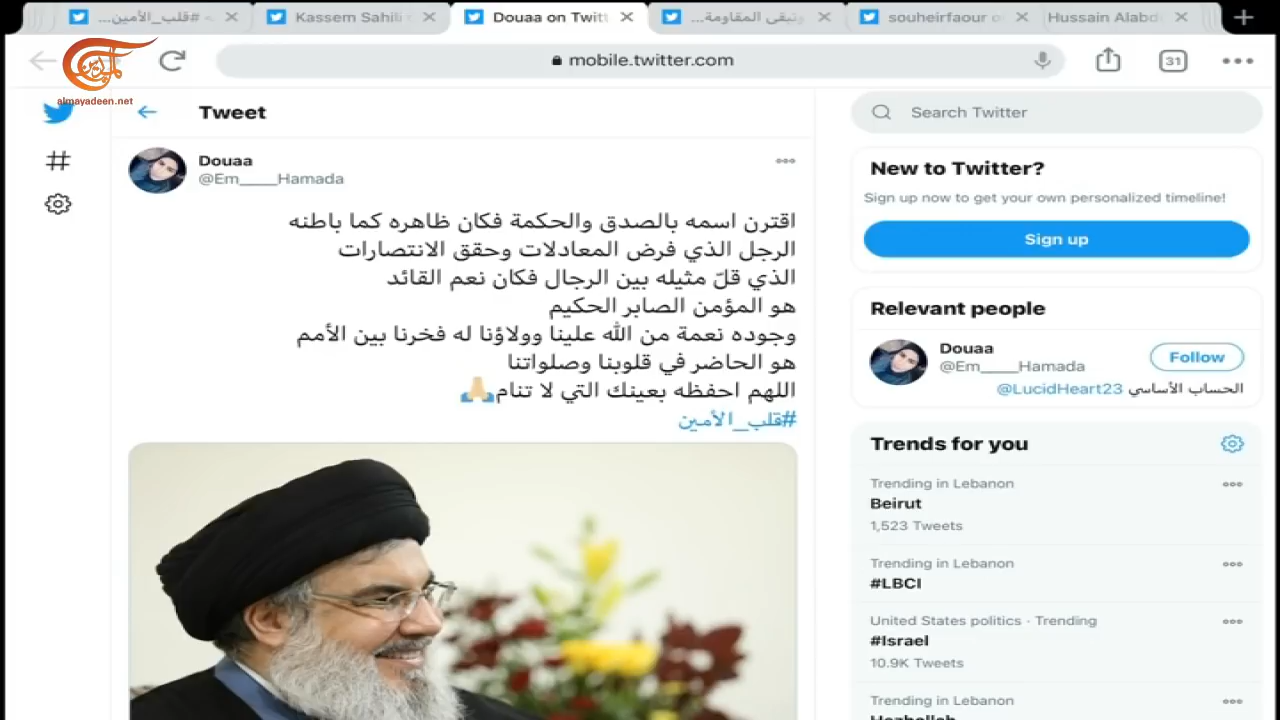 #قلب_الأمين...
Kassem Sahili
Douaa on Twitt
وتبقى المقاومة...
souheirfaour o
Hussain Alabd
mobile.twitter.com
31
الميادين
almayadeen.net
Tweet
Douaa
@Em____Hamada
اقترن اسمه بالصدق والحكمة فكان ظاهره كما باطنه
الرجل الذي فرض المعادلات وحقق الانتصارات
الذي قلّ مثيله بين الرجال فكان نعم القائد
هو المؤمن الصابر الحكيم
وجوده نعمة من الله علينا وولاؤنا له فخرنا بين الأمم
هو الحاضر في قلوبنا وصلواتنا
اللهم احفظه بعينك التي لا تنام🙏
#قلب_الأمين
Search Twitter
New to Twitter?
Sign up now to get your own personalized timeline!
Sign up
Relevant people
Douaa
@Em____Hamada
Follow
الحساب الأساسي @LucidHeart23
Trends for you
Trending in Lebanon
Beirut
1,523 Tweets
Trending in Lebanon
#LBCI
United States politics · Trending
#Israel
10.9K Tweets
Trending in Lebanon
Hezbollah